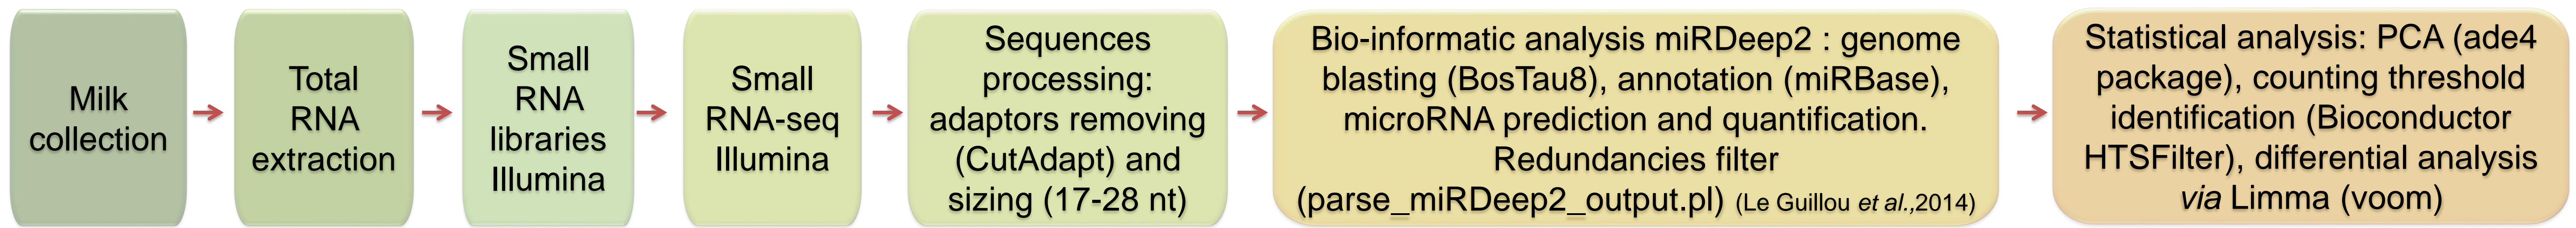 Milk
collection
Total
RNA
extraction
Small
RNA
libraries
Illumina
Small
RNA-seq
Illumina
Sequences
processing:
adaptors removing
(CutAdapt) and
sizing (17-28 nt)
Bio-informatic analysis miRDeep2 : genome
blasting (BosTau8), annotation (miRBase),
microRNA prediction and quantification.
Redundancies filter
(parse_miRDeep2_output.pl) (Le Guillou et al.,2014)
Statistical analysis: PCA (ade4
package), counting threshold
identification (Bioconductor
HTSFilter), differential analysis
via Limma (voom)